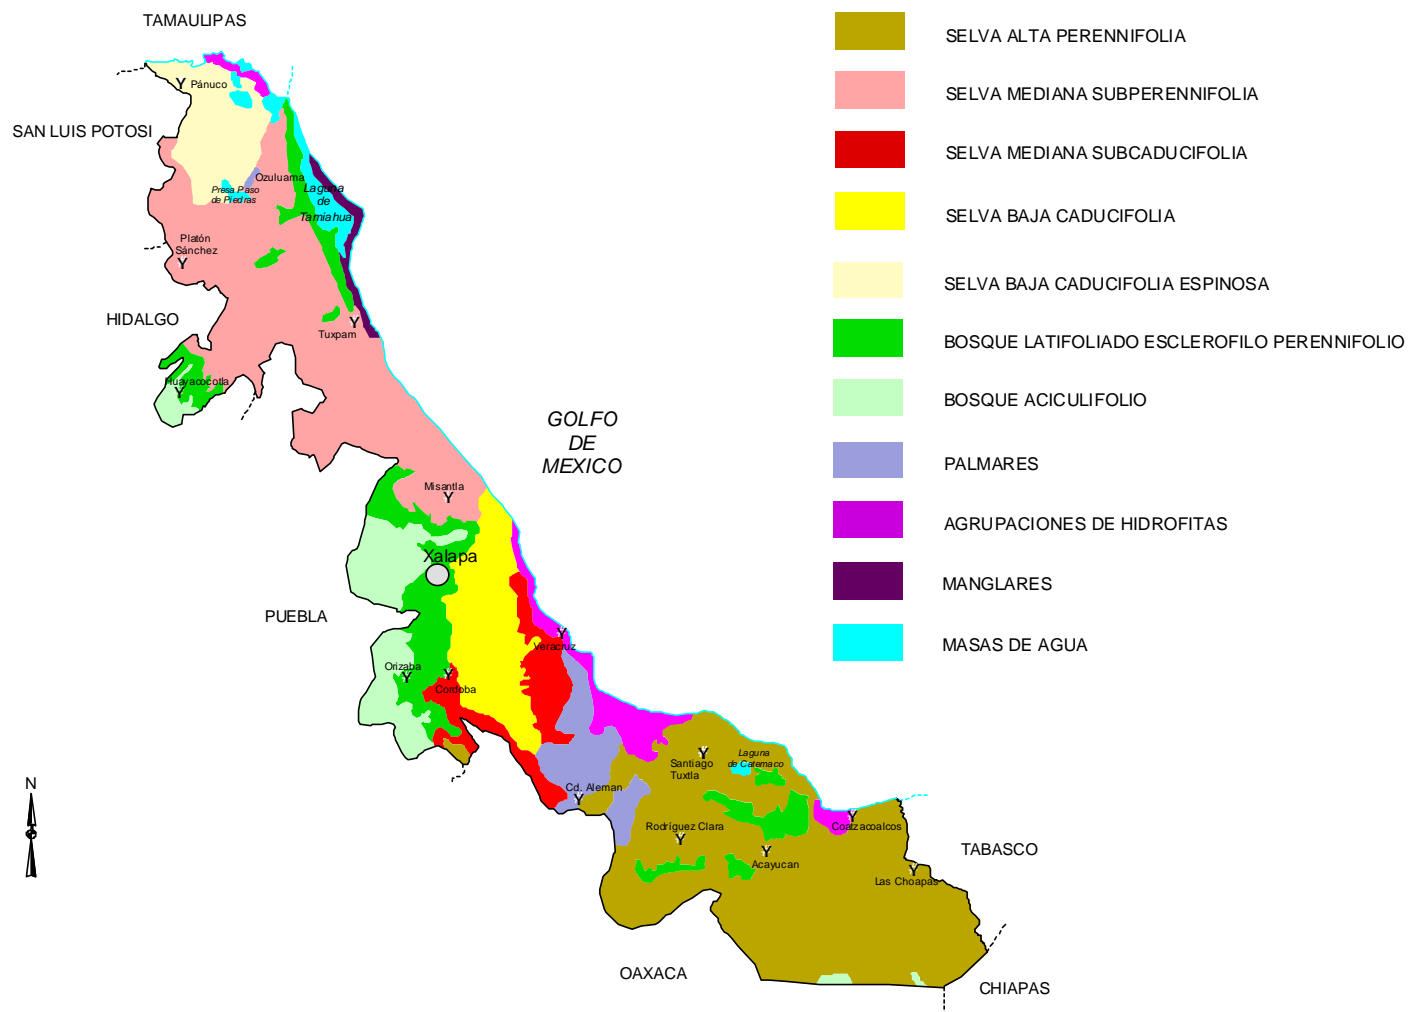 TAMAULIPAS
SELVA ALTA PERENNIFOLIA
Y Pánuco
SELVA MEDIANA SUBPERENNIFOLIA
SAN LUIS POTOSI
SELVA MEDIANA SUBCADUCIFOLIA
Ozuluama
Presa Paso
de Piedras
Laguna
de
Tamiahua
SELVA BAJA CADUCIFOLIA
Platón
Sánchez
Y
SELVA BAJA CADUCIFOLIA ESPINOSA
HIDALGO
Y
Tuxpam
BOSQUE LATIFOLIADO ESCLEROFILO PERENNIFOLIO
Huayacocotla
Y
BOSQUE ACICULIFOLIO
GOLFO
DE
MEXICO
PALMARES
Misantla
Y
AGRUPACIONES DE HIDROFITAS
Xalapa
MANGLARES
PUEBLA
Y
Veracruz
MASAS DE AGUA
Orizaba
Y
Y
Cordoba
Y
Santiago
Tuxtla
Laguna
de Catemaco
N
Cd. Aleman
Y
Rodríguez Clara
Y
Y
Coatzacoalcos
Y
Acayucan
TABASCO
Y
Las Choapas
OAXACA
CHIAPAS